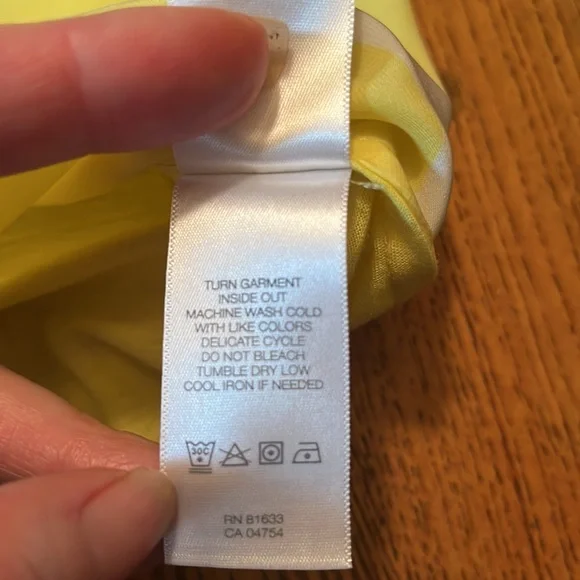 TURN GARMENT
INSIDE OUT
MACHINE WASH COLD
WITH LIKE COLORS
DELICATE CYCLE
DO NOT BLEACH
TUMBLE DRY LOW
COOL IRON IF NEEDED
30C
RN 81633
CA 04754